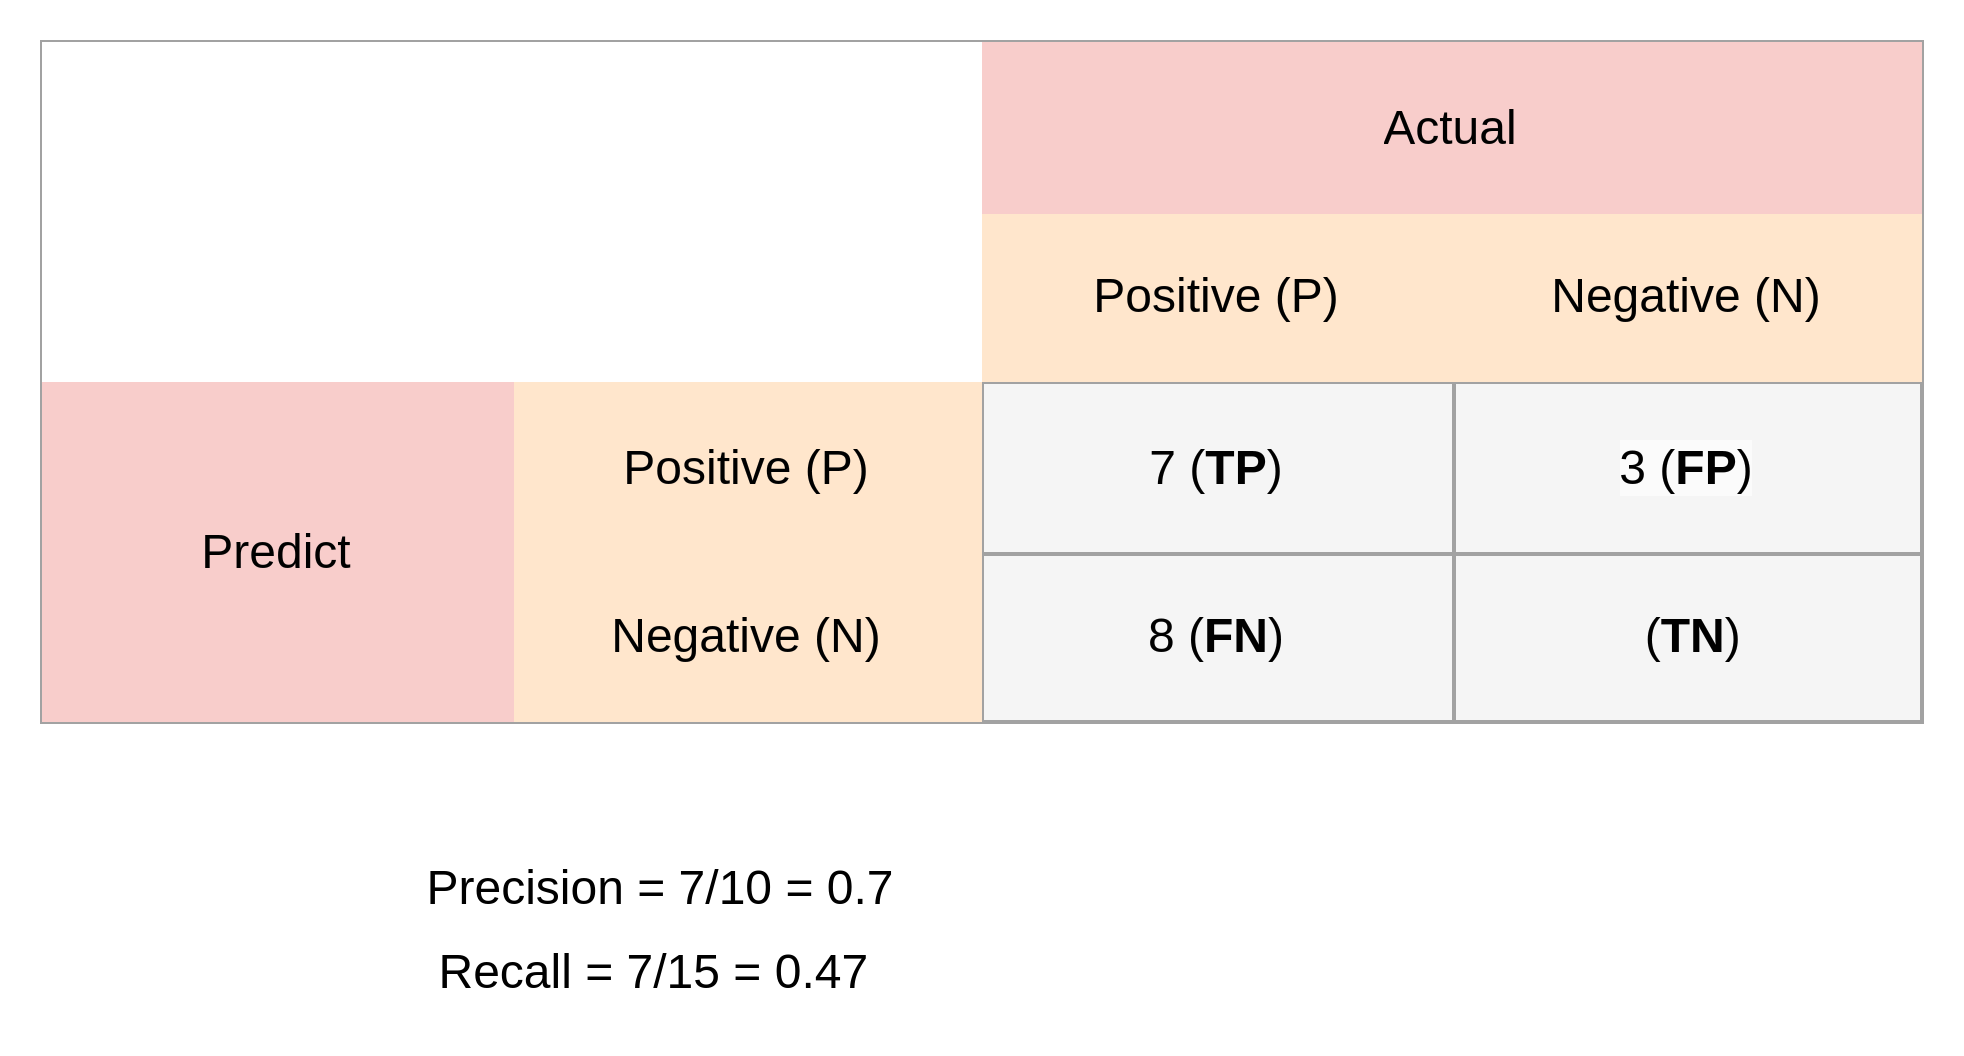 Actual
Positive (P) Negative (N)
Positive (P) 7 (TP) 3 (FP)
Predict
Negative (N) 8 (FN) (TN)
Precision = 7/10 = 0.7
Recall = 7/15 = 0.47